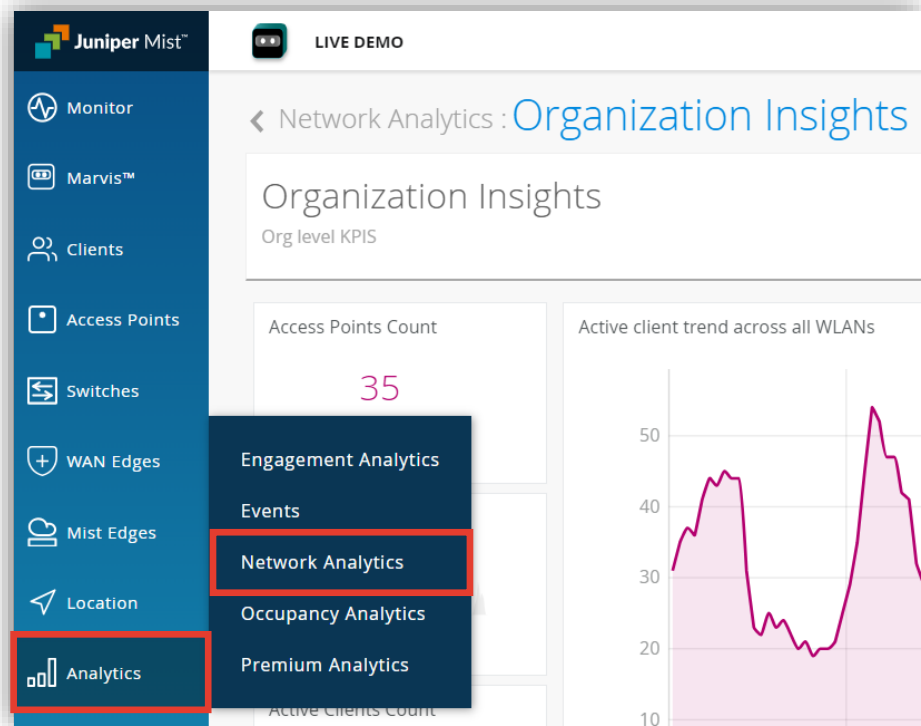 Juniper Mist™
LIVE DEMO
Monitor
Marvis™
Clients
Access Points
Switches
WAN Edges
Mist Edges
Location
Analytics
Engagement Analytics
Events
Network Analytics
Occupancy Analytics
Premium Analytics
Network Analytics : Organization Insights
Organization Insights
Org level KPIS
Access Points Count
35
Active Clients Count
Active client trend across all WLANs
50
40
30
20
10